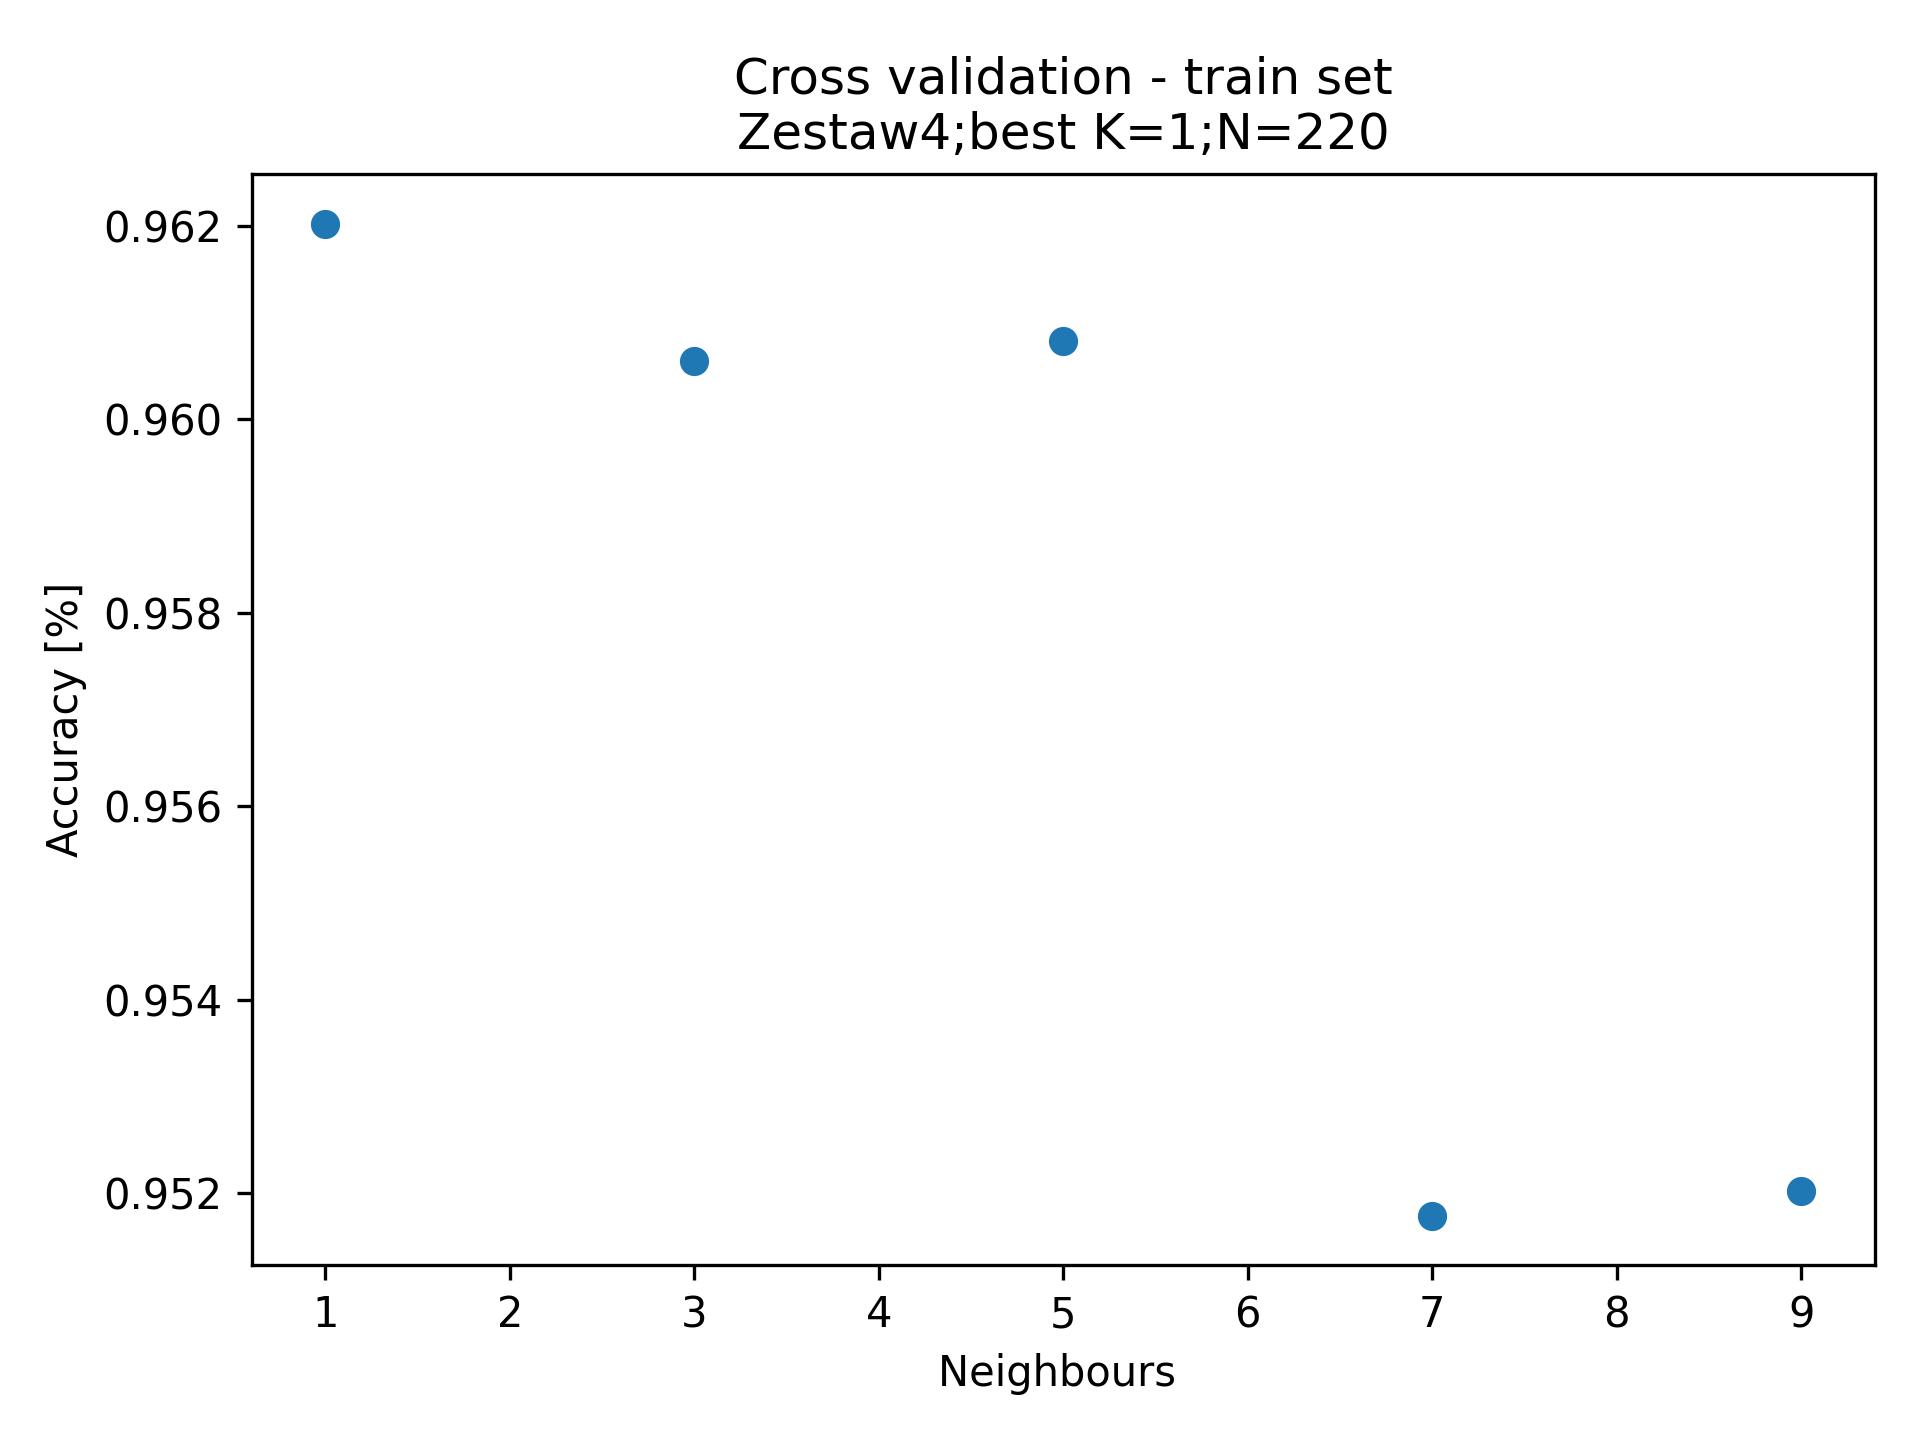 Cross validation - train set
Zestaw4;best K=1;N=220
Accuracy [%]
0.962
0.960
0.958
0.956
0.954
0.952
1 2 3 4 5 6 7 8 9
Neighbours